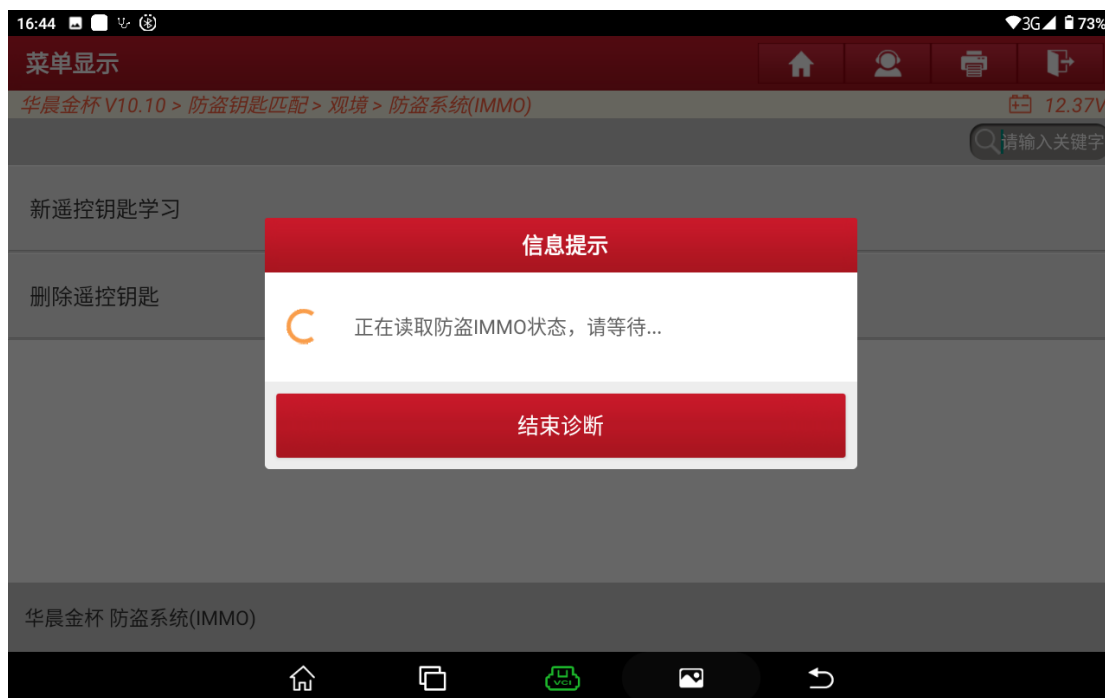 16:44
3G 73%
菜单显示
华晨金杯 V10.10 > 防盗钥匙匹配 > 观境 > 防盗系统(IMMO)
12.37V
请输入关键字
新遥控钥匙学习
信息提示
删除遥控钥匙
正在读取防盗IMMO状态，请等待...
结束诊断
华晨金杯 防盗系统(IMMO)
VCI